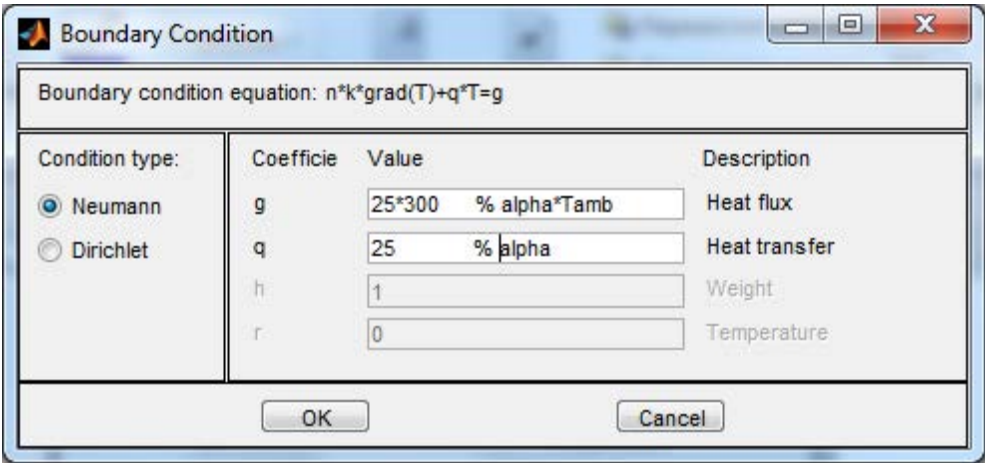 Boundary Condition
Boundary condition equation: n*k*grad(T)+q*T=g
Condition type: Coefficie Value Description
Neumann g 25*300 % alpha*Tamb Heat flux
Dirichlet q 25 % alpha Heat transfer
h 1 Weight
r 0 Temperature
OK Cancel